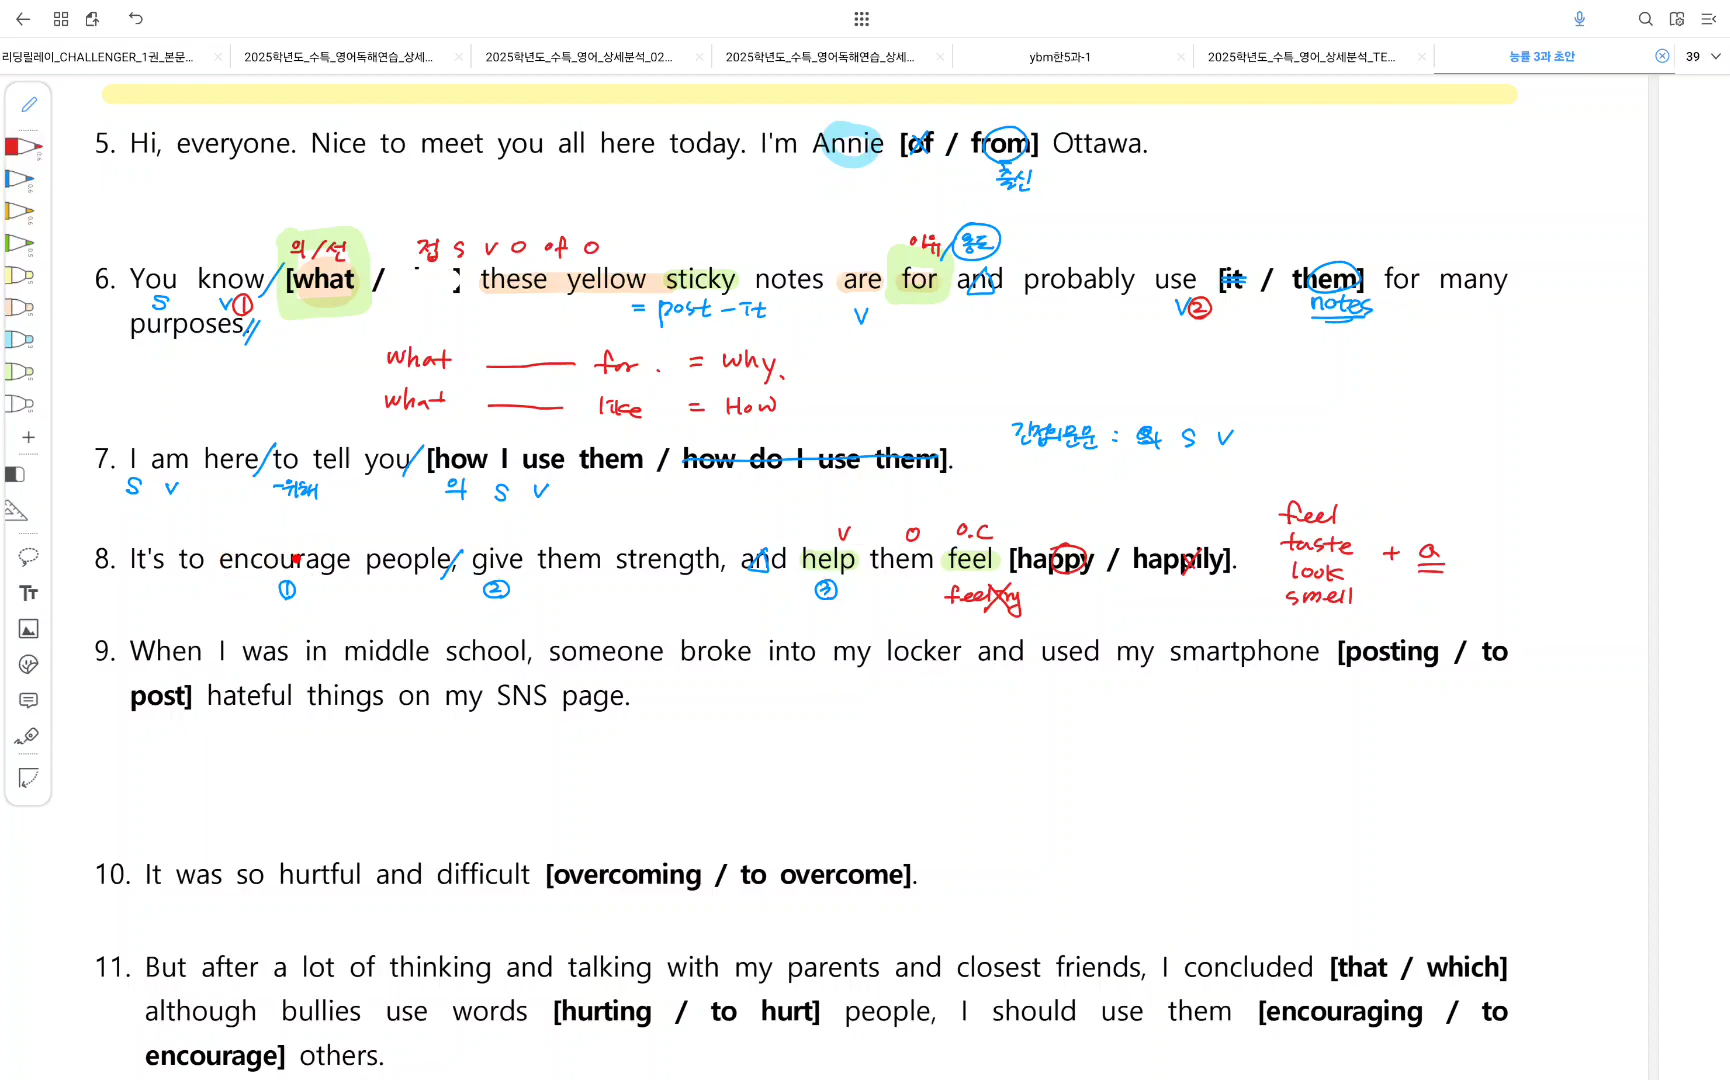 리딩릴레이_CHALLENGER_1권_본문...
2025학년도_수특_영어독해연습_상세...
2025학년도_수특_영어_상세분석_02...
2025학년도_수특_영어독해연습_상세...
ybm한5과-1
2025학년도_수특_영어_상세분석_TE...
능률 3과 초안
39
5. Hi, everyone. Nice to meet you all here today. I'm Annie [of / from] Ottawa.
출신
의/선 접 S V O of O 이유 용도
6. You know [what / ] these yellow sticky notes are for and probably use [it / them] for many
S V ① = post-it V V② notes
purposes.
what for. = why.
what like = How
간접의문문 : 의 S V
7. I am here to tell you [how I use them / how do I use them].
S V -위해 의 S V
V O O.C
8. It's to encourage people, give them strength, and help them feel [happy / happily].
① ② ③ feeling
feel
taste
look
smell
+ a
9. When I was in middle school, someone broke into my locker and used my smartphone [posting / to
post] hateful things on my SNS page.
10. It was so hurtful and difficult [overcoming / to overcome].
11. But after a lot of thinking and talking with my parents and closest friends, I concluded [that / which]
although bullies use words [hurting / to hurt] people, I should use them [encouraging / to
encourage] others.